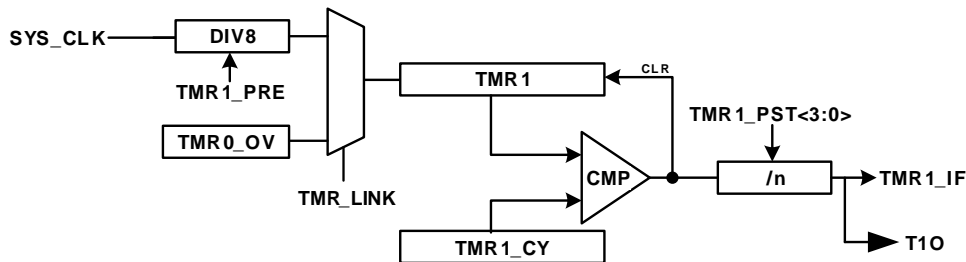 SYS_CLK
DIV8
TMR1_PRE
TMR0_OV
TMR_LINK
TMR1
CLR
CMP
TMR1_CY
TMR1_PST<3:0>
/n
TMR1_IF
T1O